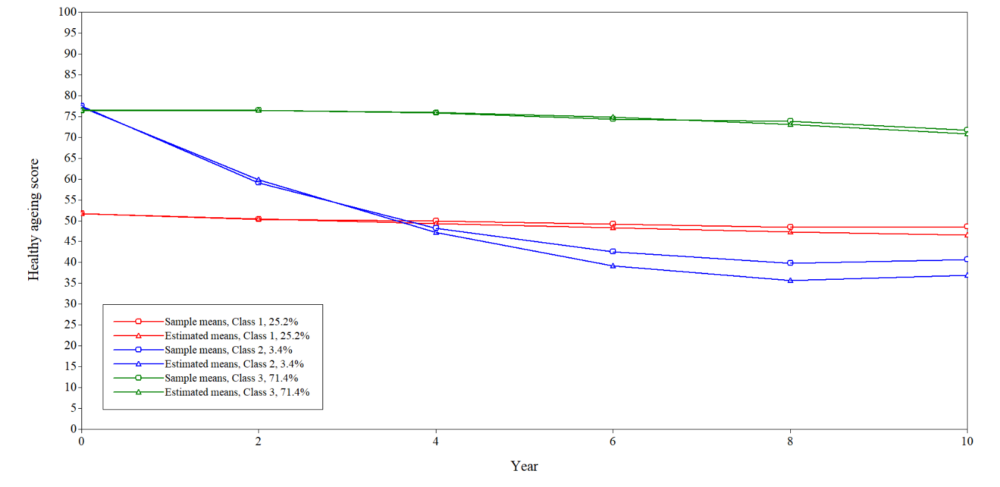 100
95
90
85
80
75
70
65
60
55
50
45
40
35
30
25
20
15
10
5
0
Healthy ageing score
Sample means, Class 1, 25.2%
Estimated means, Class 1, 25.2%
Sample means, Class 2, 3.4%
Estimated means, Class 2, 3.4%
Sample means, Class 3, 71.4%
Estimated means, Class 3, 71.4%
0 2 4 6 8 10
Year